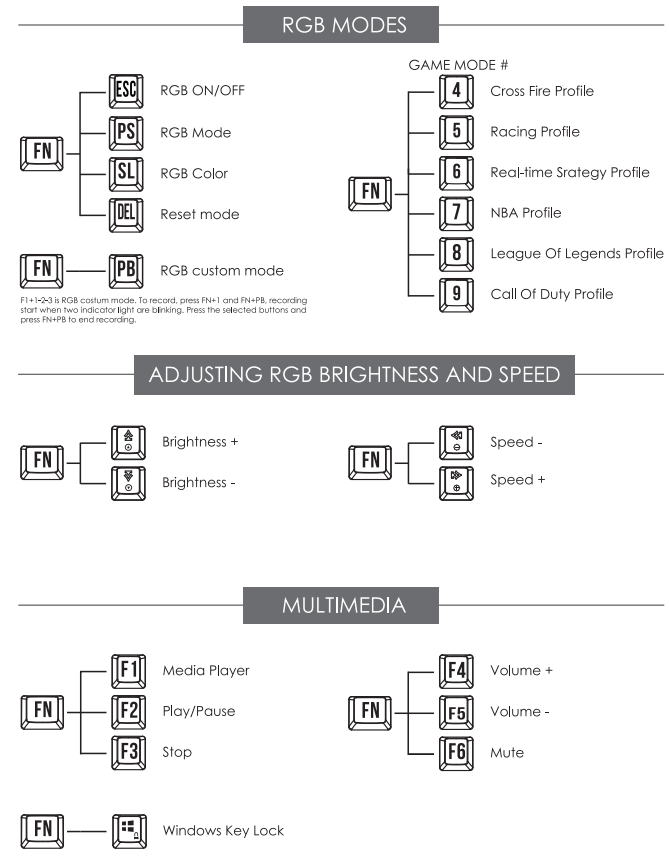 RGB MODES
FN
ESC RGB ON/OFF
PS RGB Mode
SL RGB Color
DEL Reset mode
FN PB RGB custom mode
F1+1-2-3 is RGB costum mode. To record, press FN+1 and FN+PB, recording
start when two indicator light are blinking. Press the selected buttons and
press FN+PB to end recording.
GAME MODE #
FN
4 Cross Fire Profile
5 Racing Profile
6 Real-time Srategy Profile
7 NBA Profile
8 League Of Legends Profile
9 Call Of Duty Profile
ADJUSTING RGB BRIGHTNESS AND SPEED
FN
Brightness +
Brightness -
FN
Speed -
Speed +
MULTIMEDIA
FN
F1 Media Player
F2 Play/Pause
F3 Stop
FN
F4 Volume +
F5 Volume -
F6 Mute
FN Windows Key Lock